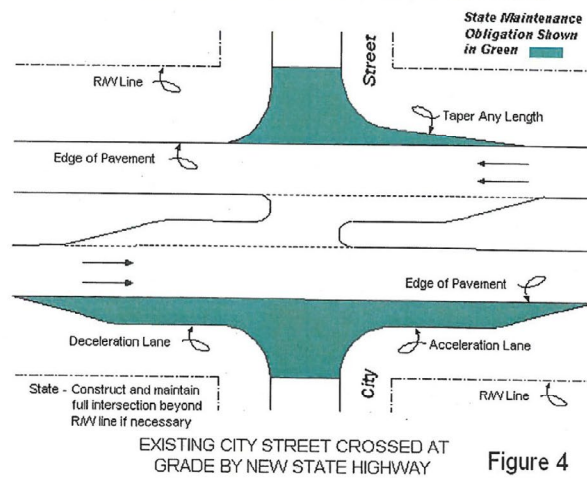 State Maintenance
Obligation Shown
in Green
Street
R/W Line
Taper Any Length
Edge of Pavement
Edge of Pavement
Deceleration Lane
Acceleration Lane
City
State - Construct and maintain
full intersection beyond
R/W line if necessary
R/W Line
EXISTING CITY STREET CROSSED AT
GRADE BY NEW STATE HIGHWAY
Figure 4